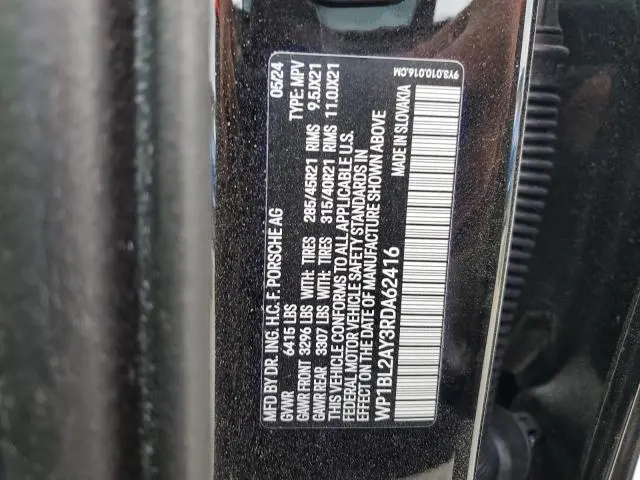 MFD BY DR. ING. H.C. F. PORSCHE AG 05/24
GVWR 6415 LBS TYPE: MPV
GAWR FRONT 3296 LBS WITH: TIRES 285/45R21 RIMS 9.5JX21
GAWR REAR 3307 LBS WITH: TIRES 315/40R21 RIMS 11.0JX21
THIS VEHICLE CONFORMS TO ALL APPLICABLE U.S.
FEDERAL MOTOR VEHICLE SAFETY STANDARDS IN
EFFECT ON THE DATE OF MANUFACTURE SHOWN ABOVE
WP1BL2AY3RDA62416 MADE IN SLOVAKIA
9Y3.010.016.CM